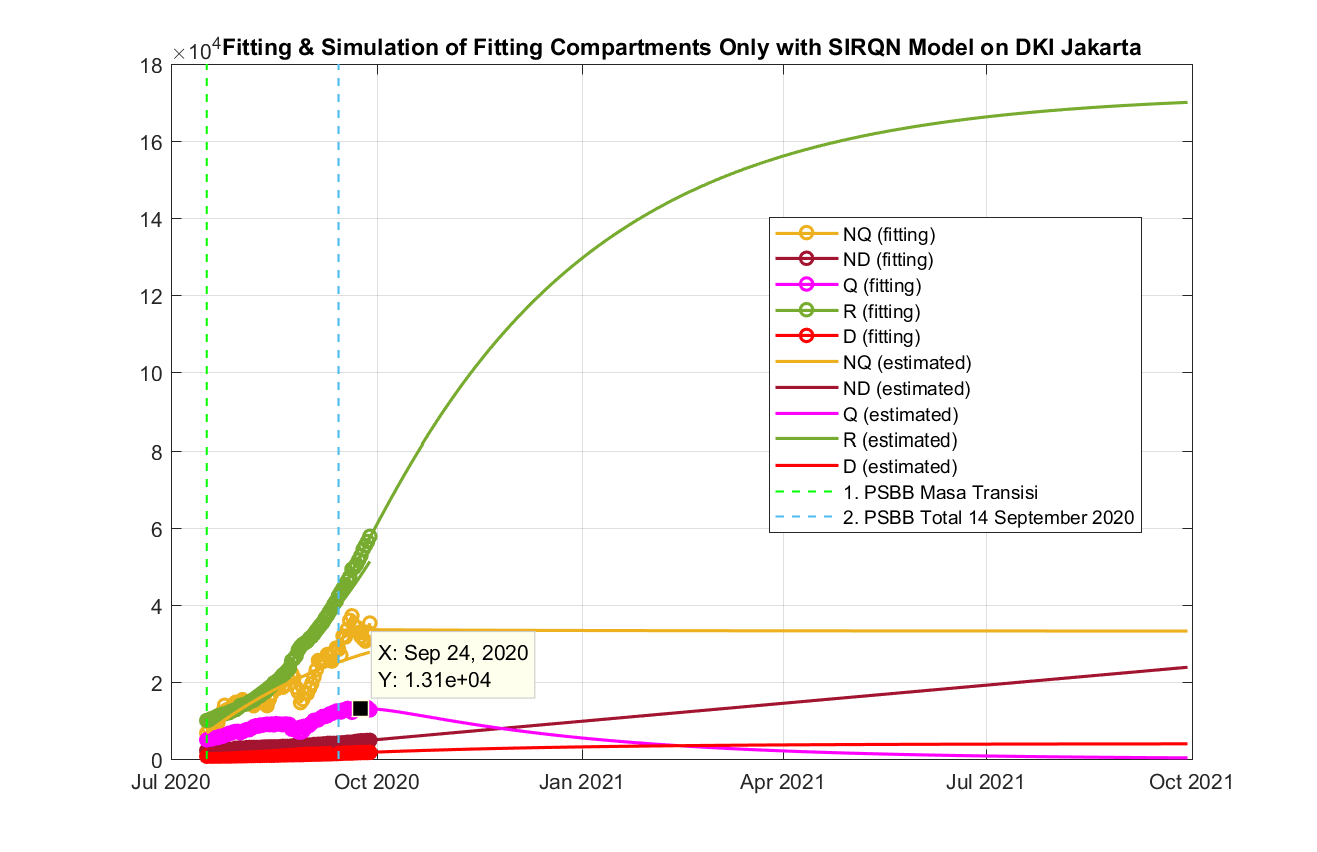 ×10⁴
Fitting & Simulation of Fitting Compartments Only with SIRQN Model on DKI Jakarta
18
16
14
12
10
8
6
4
2
0
NQ (fitting)
ND (fitting)
Q (fitting)
R (fitting)
D (fitting)
NQ (estimated)
ND (estimated)
Q (estimated)
R (estimated)
D (estimated)
1. PSBB Masa Transisi
2. PSBB Total 14 September 2020
X: Sep 24, 2020
Y: 1.31e+04
Jul 2020
Oct 2020
Jan 2021
Apr 2021
Jul 2021
Oct 2021